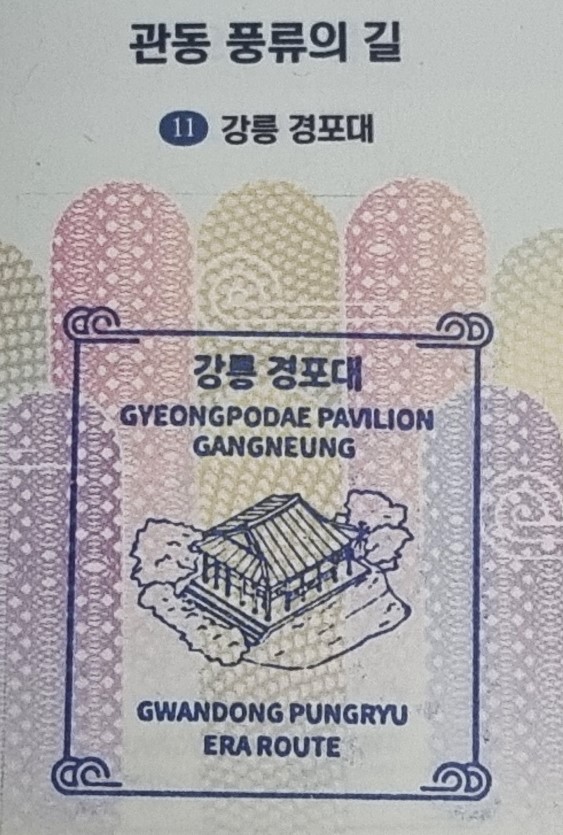 관동 풍류의 길
11 강릉 경포대
강릉 경포대
GYEONGPODAE PAVILION
GANGNEUNG
GWANDONG PUNGRYU
ERA ROUTE